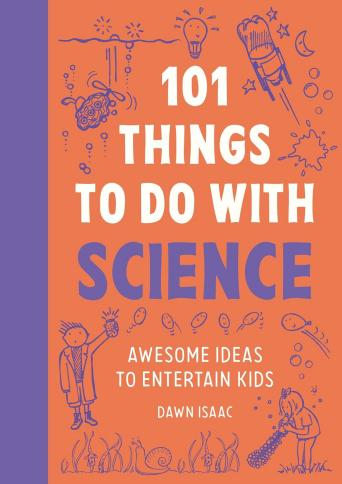 101
THINGS
TO DO WITH
SCIENCE
AWESOME IDEAS
TO ENTERTAIN KIDS
DAWN ISAAC